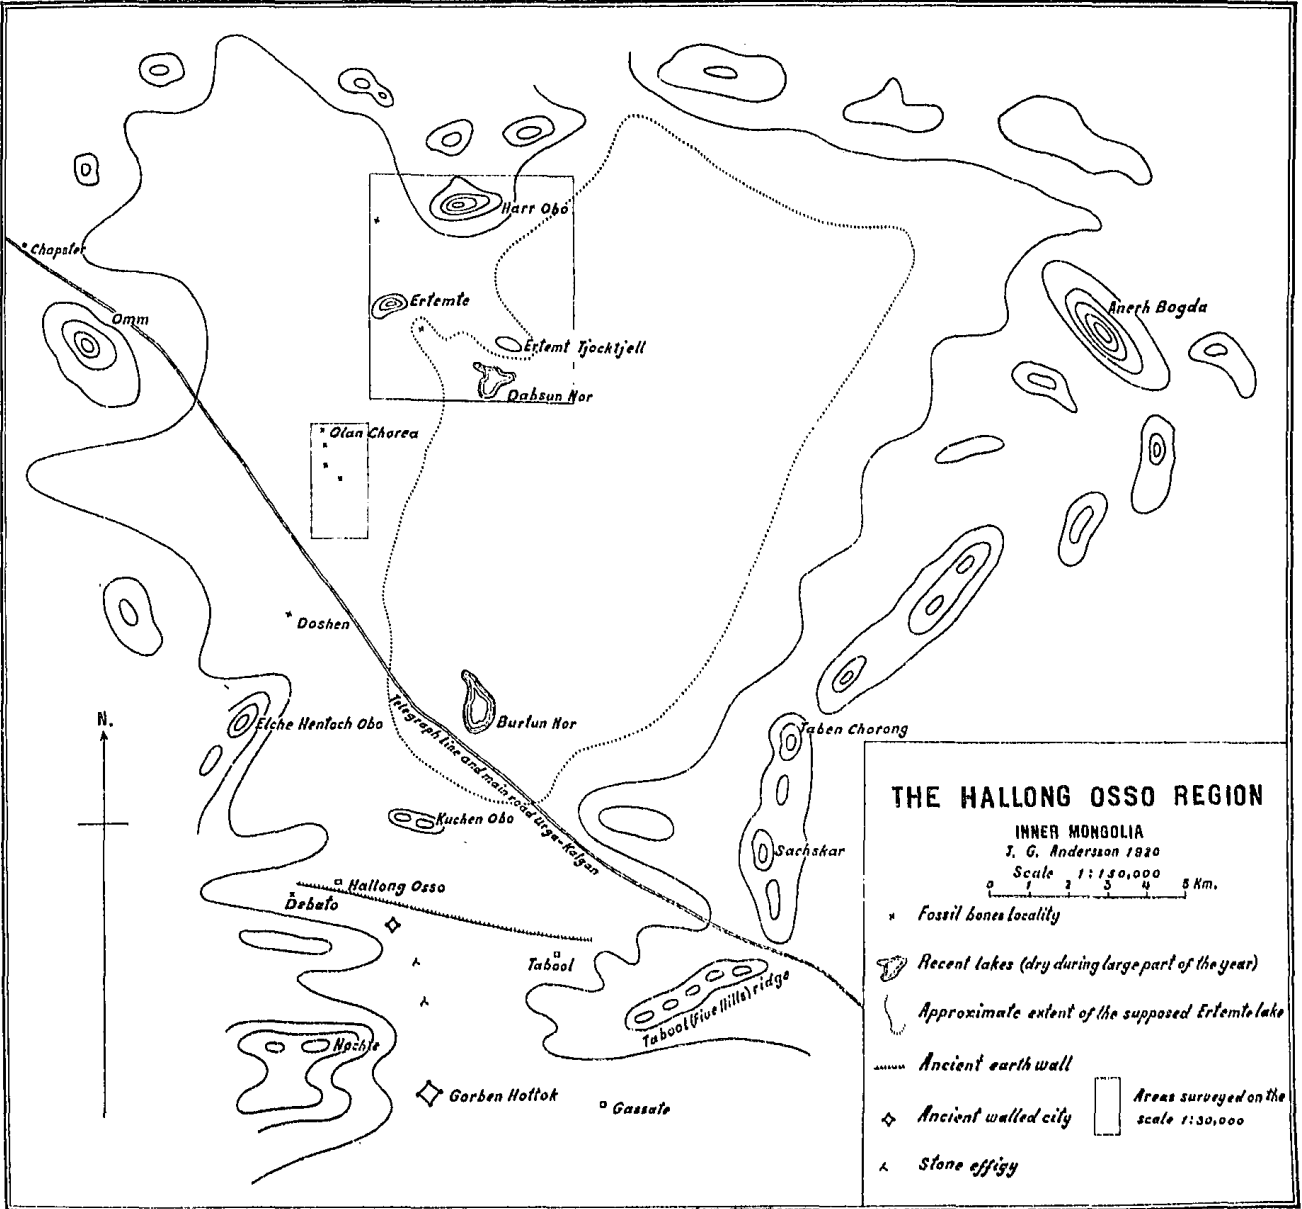 Harr Obo
Chapsfer
Ertemte
Omm
Anerh Bogda
Ertemt Tjocktjell
Dabsun Nor
Olan Chorea
Doshen
N.
Elche Hentoch Obo
Burtun Nor
Taben Chorong
Telegraph line and main road Urga-Kalgan
Kuchen Obo
Sachskar
Hallong Osso
Debato
Tabool
Tabool (Five Hills) ridge
Nochte
Gorben Hottok
Gassate
THE HALLONG OSSO REGION
INNER MONGOLIA
J. G. Andersson 1920
Scale 1:150,000
0 1 2 3 4 5 Km.
Fossil bones locality
Recent lakes (dry during large part of the year)
Approximate extent of the supposed Ertemte lake
Ancient earth wall
Ancient walled city
Areas surveyed on the
scale 1:30,000
Stone effigy